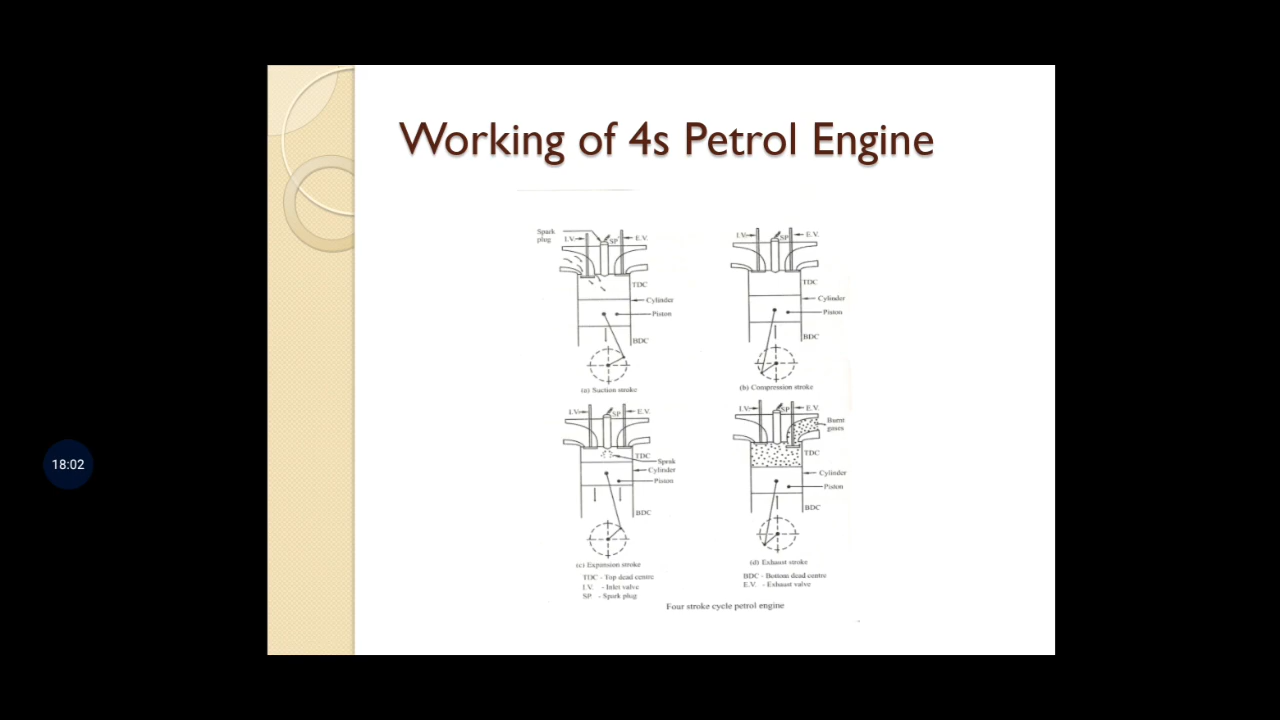 Working of 4s Petrol Engine
Spark
plug
I.V.
SP
E.V.
TDC
Cylinder
Piston
BDC
(a) Suction stroke
I.V.
SP
E.V.
TDC
Cylinder
Piston
BDC
(b) Compression stroke
I.V.
SP
E.V.
TDC
Spark
Cylinder
Piston
BDC
(c) Expansion stroke
I.V.
SP
E.V.
Burnt
gases
TDC
Cylinder
Piston
BDC
(d) Exhaust stroke
TDC - Top dead centre
I.V. - Inlet valve
SP - Spark plug
BDC - Bottom dead centre
E.V. - Exhaust valve
Four stroke cycle petrol engine
18:02